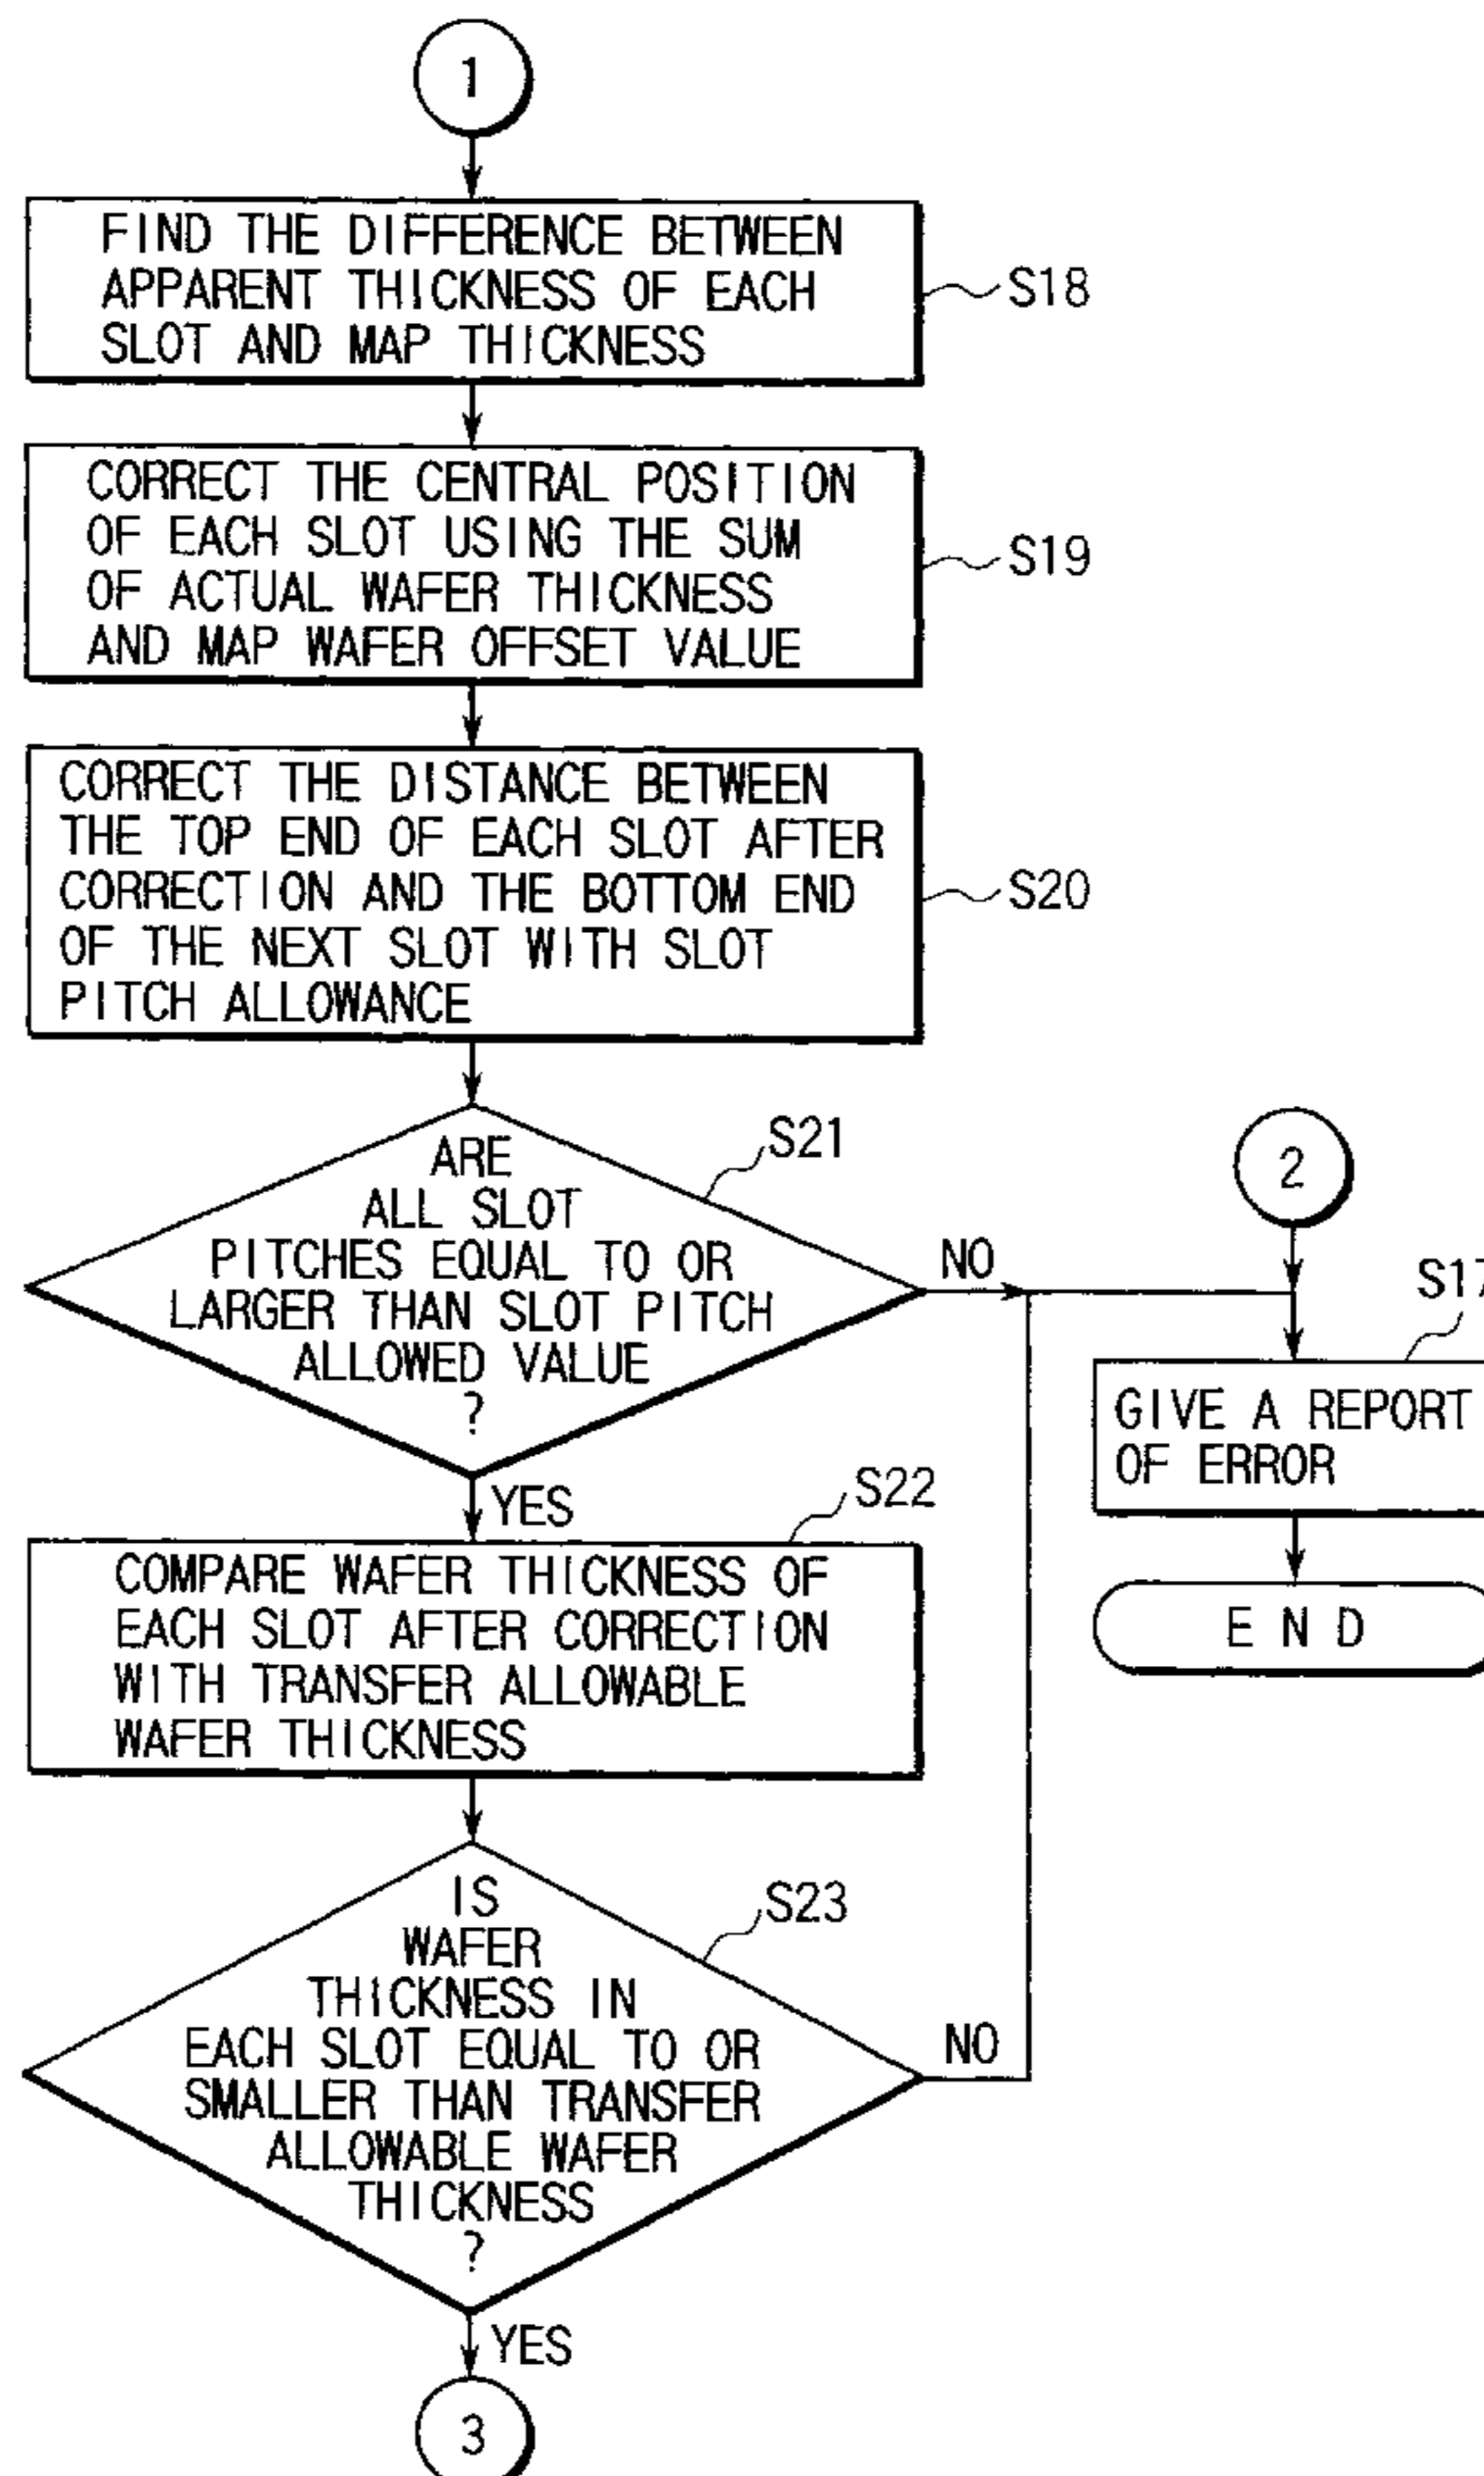 1
FIND THE DIFFERENCE BETWEEN
APPARENT THICKNESS OF EACH
SLOT AND MAP THICKNESS
S18
CORRECT THE CENTRAL POSITION
OF EACH SLOT USING THE SUM
OF ACTUAL WAFER THICKNESS
AND MAP WAFER OFFSET VALUE
S19
CORRECT THE DISTANCE BETWEEN
THE TOP END OF EACH SLOT AFTER
CORRECTION AND THE BOTTOM END
OF THE NEXT SLOT WITH SLOT
PITCH ALLOWANCE
S20
ARE
ALL SLOT
PITCHES EQUAL TO OR
LARGER THAN SLOT PITCH
ALLOWED VALUE
?
S21
NO
2
S17
GIVE A REPORT
OF ERROR
END
YES
S22
COMPARE WAFER THICKNESS OF
EACH SLOT AFTER CORRECTION
WITH TRANSFER ALLOWABLE
WAFER THICKNESS
IS
WAFER
THICKNESS IN
EACH SLOT EQUAL TO OR
SMALLER THAN TRANSFER
ALLOWABLE WAFER
THICKNESS
?
S23
NO
YES
3